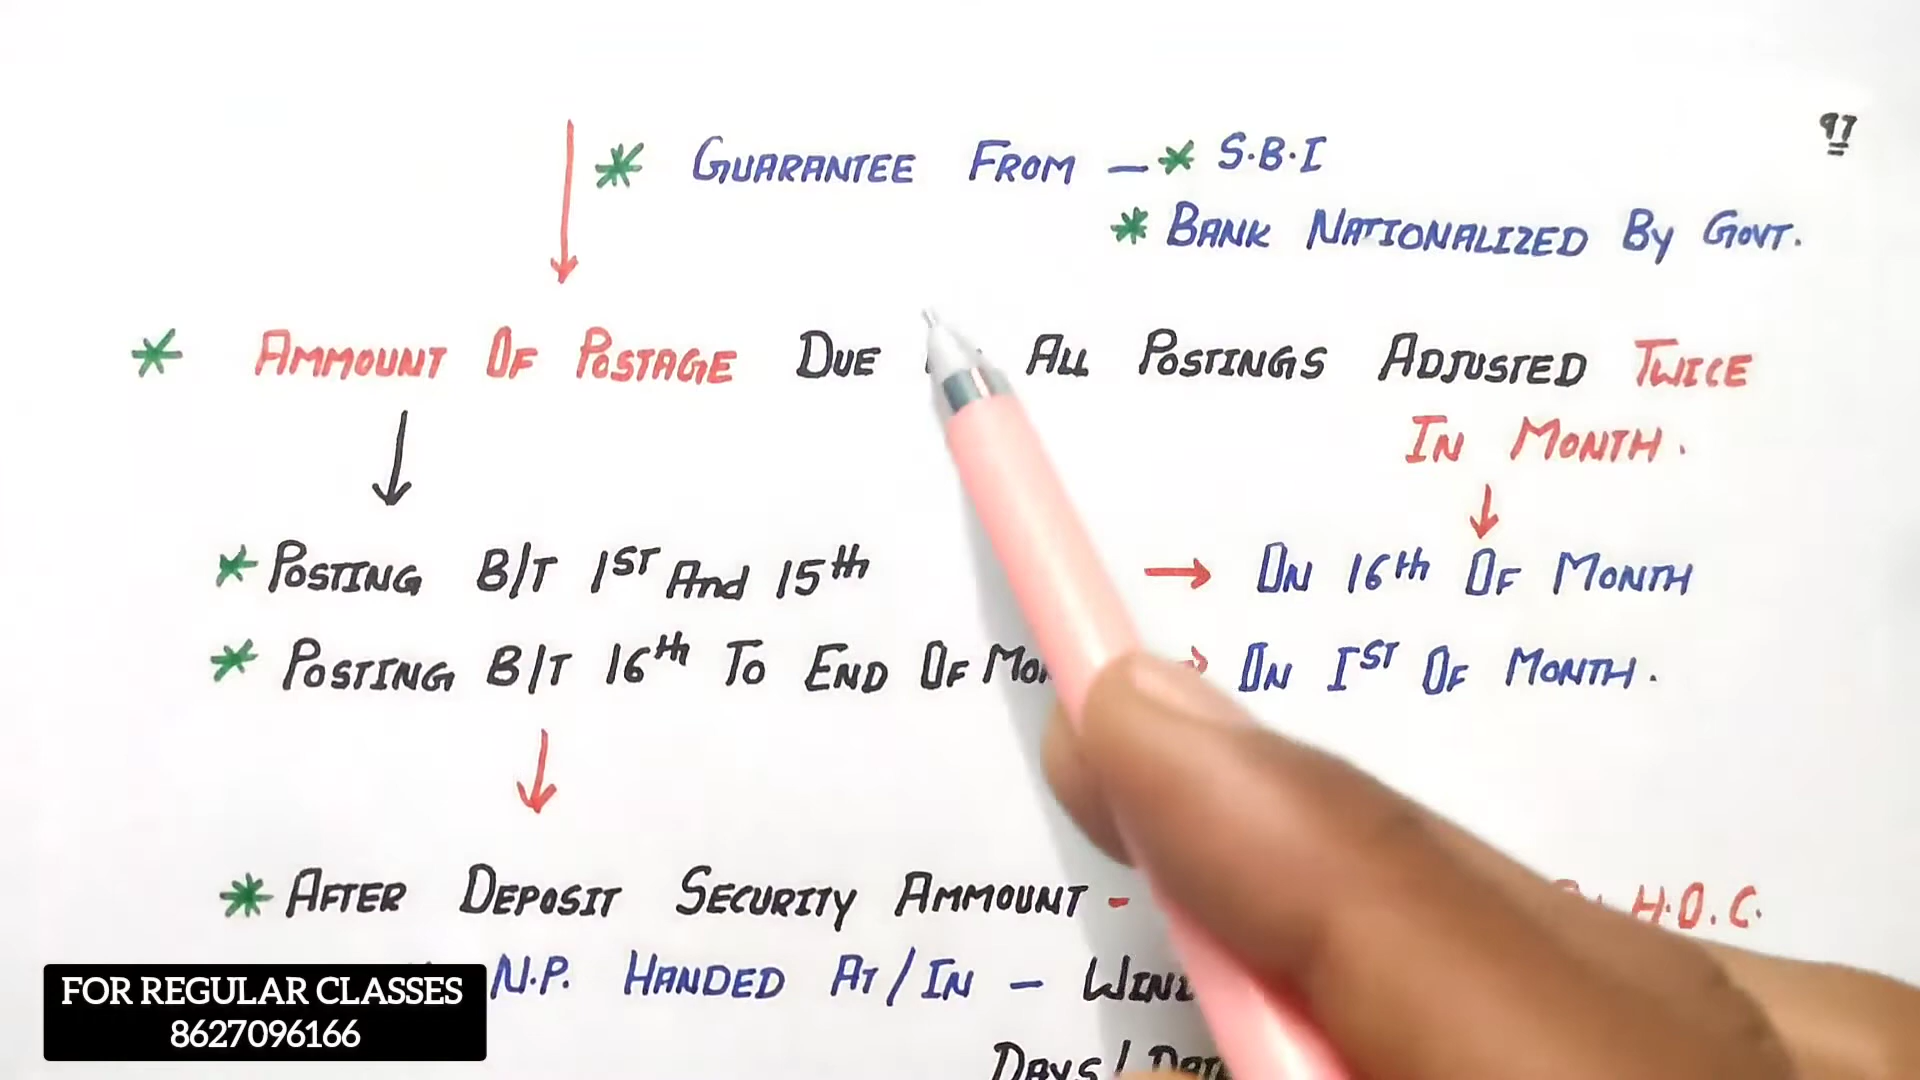 97
* GUARANTEE FROM – * S.B.I
* BANK NATIONALIZED By GOVT.
* AMMOUNT OF POSTAGE DUE ALL POSTINGS ADJUSTED TWICE
IN MONTH.
* POSTING B/T 1ST And 15th → ON 16th OF MONTH
* POSTING B/T 16th TO END OF → ON IST OF MONTH.
* AFTER DEPOSIT SECURITY AMMOUNT - H.O.C.
N.P. HANDED AT/IN –
DAYS/
FOR REGULAR CLASSES
8627096166